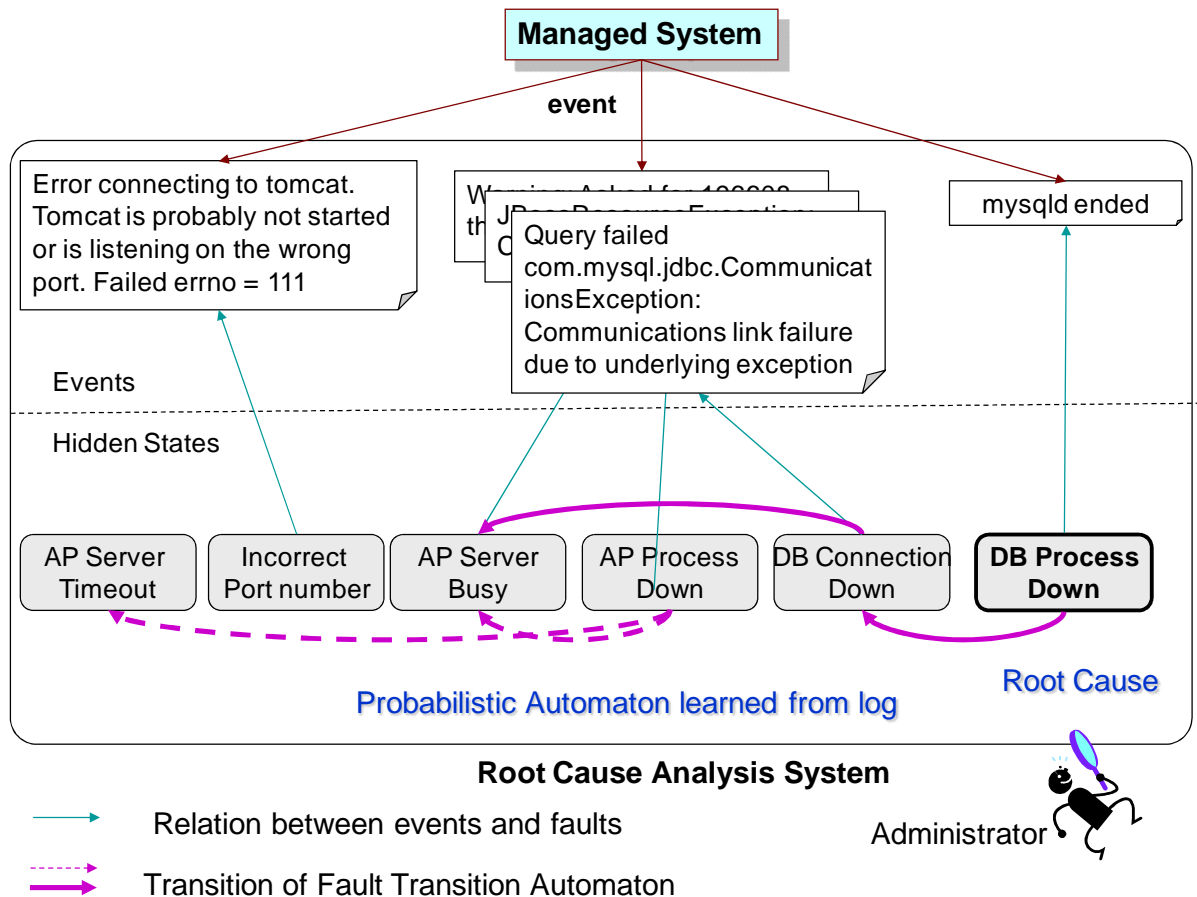 Managed System
event
Error connecting to tomcat.
Tomcat is probably not started
or is listening on the wrong
port. Failed errno = 111
Query failed
com.mysql.jdbc.Communicat
ionsException:
Communications link failure
due to underlying exception
mysqld ended
Events
Hidden States
AP Server
Timeout
Incorrect
Port number
AP Server
Busy
AP Process
Down
DB Connection
Down
DB Process
Down
Root Cause
Probabilistic Automaton learned from log
Root Cause Analysis System
Administrator
Relation between events and faults
Transition of Fault Transition Automaton